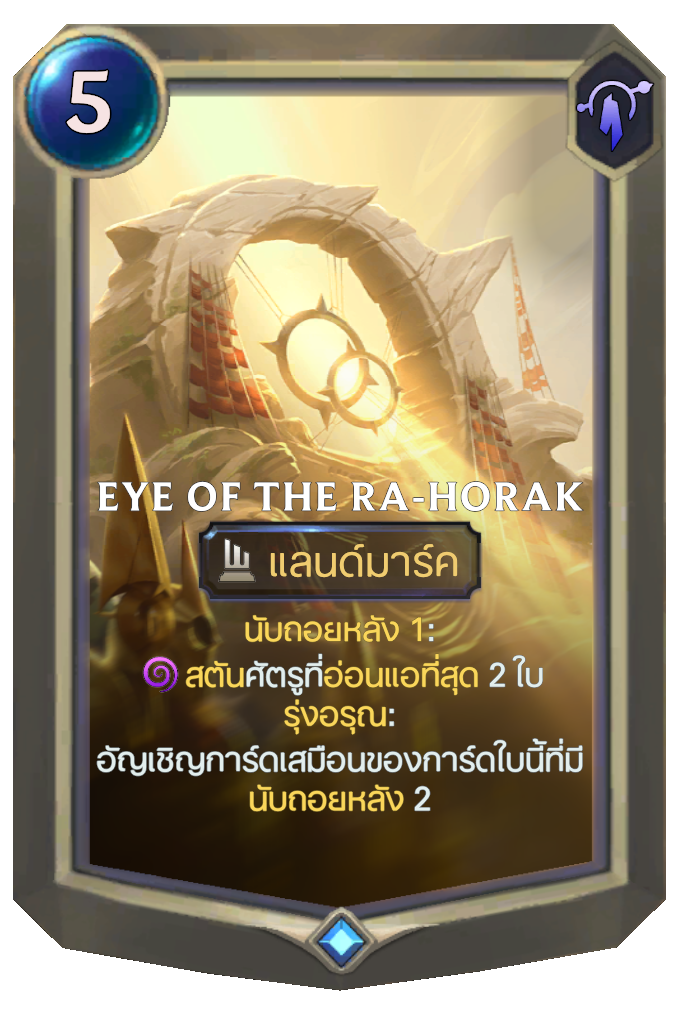 5
EYE OF THE RA-HORAK
แลนด์มาร์ค
นับถอยหลัง 1:
สตันศัตรูที่อ่อนแอที่สุด 2 ใบ
รุ่งอรุณ:
อัญเชิญการ์ดเสมือนของการ์ดใบนี้ที่มี
นับถอยหลัง 2